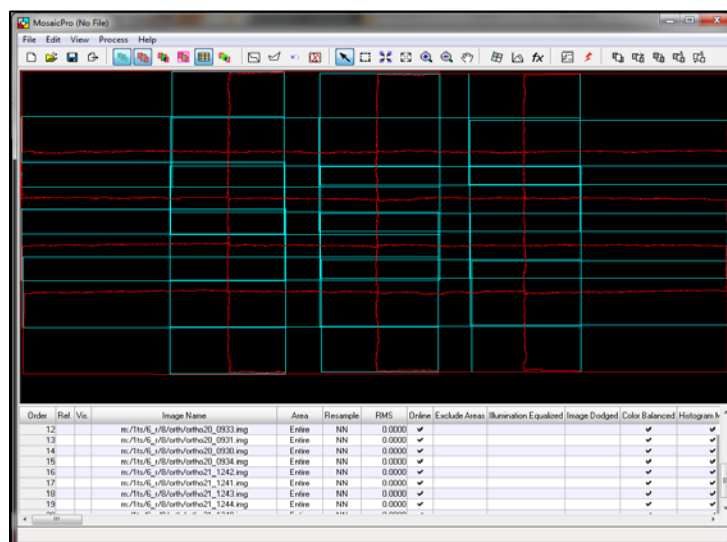 MosaicPro (No File)
File Edit View Process Help
Order Ref. Vis. Image Name Area Resample RMS Online Exclude Areas Illumination Equalized Image Dodged Color Balanced Histogram M
12 m:/1ts/6_r/8/orth/ortho20_0933.img Entire NN 0.0000 ✔ ✔ ✔
13 m:/1ts/6_r/8/orth/ortho20_0931.img Entire NN 0.0000 ✔ ✔ ✔
14 m:/1ts/6_r/8/orth/ortho20_0930.img Entire NN 0.0000 ✔ ✔ ✔
15 m:/1ts/6_r/8/orth/ortho20_0934.img Entire NN 0.0000 ✔ ✔ ✔
16 m:/1ts/6_r/8/orth/ortho21_1242.img Entire NN 0.0000 ✔ ✔ ✔
17 m:/1ts/6_r/8/orth/ortho21_1241.img Entire NN 0.0000 ✔ ✔ ✔
18 m:/1ts/6_r/8/orth/ortho21_1243.img Entire NN 0.0000 ✔ ✔ ✔
19 m:/1ts/6_r/8/orth/ortho21_1244.img Entire NN 0.0000 ✔ ✔ ✔